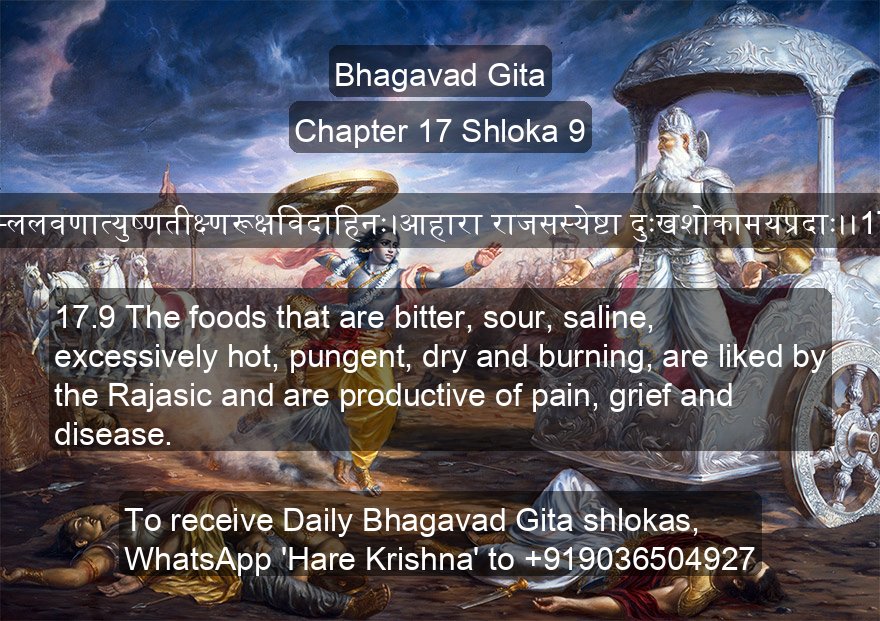 Bhagavad Gita
Chapter 17 Shloka 9
म्ललवणात्युष्णतीक्ष्णरूक्षविदाहिनः।आहारा राजसस्येष्टा दुःखशोकामयप्रदाः।।1
17.9 The foods that are bitter, sour, saline,
excessively hot, pungent, dry and burning, are liked by
the Rajasic and are productive of pain, grief and
disease.
To receive Daily Bhagavad Gita shlokas,
WhatsApp 'Hare Krishna' to +919036504927